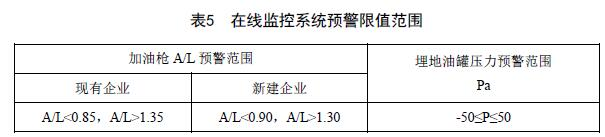 表5 在线监控系统预警限值范围
加油枪 A/L 预警范围
埋地油罐压力预警范围
Pa
现有企业
新建企业
A/L<0.85，A/L>1.35
A/L<0.90，A/L>1.30
-50≤P≤50